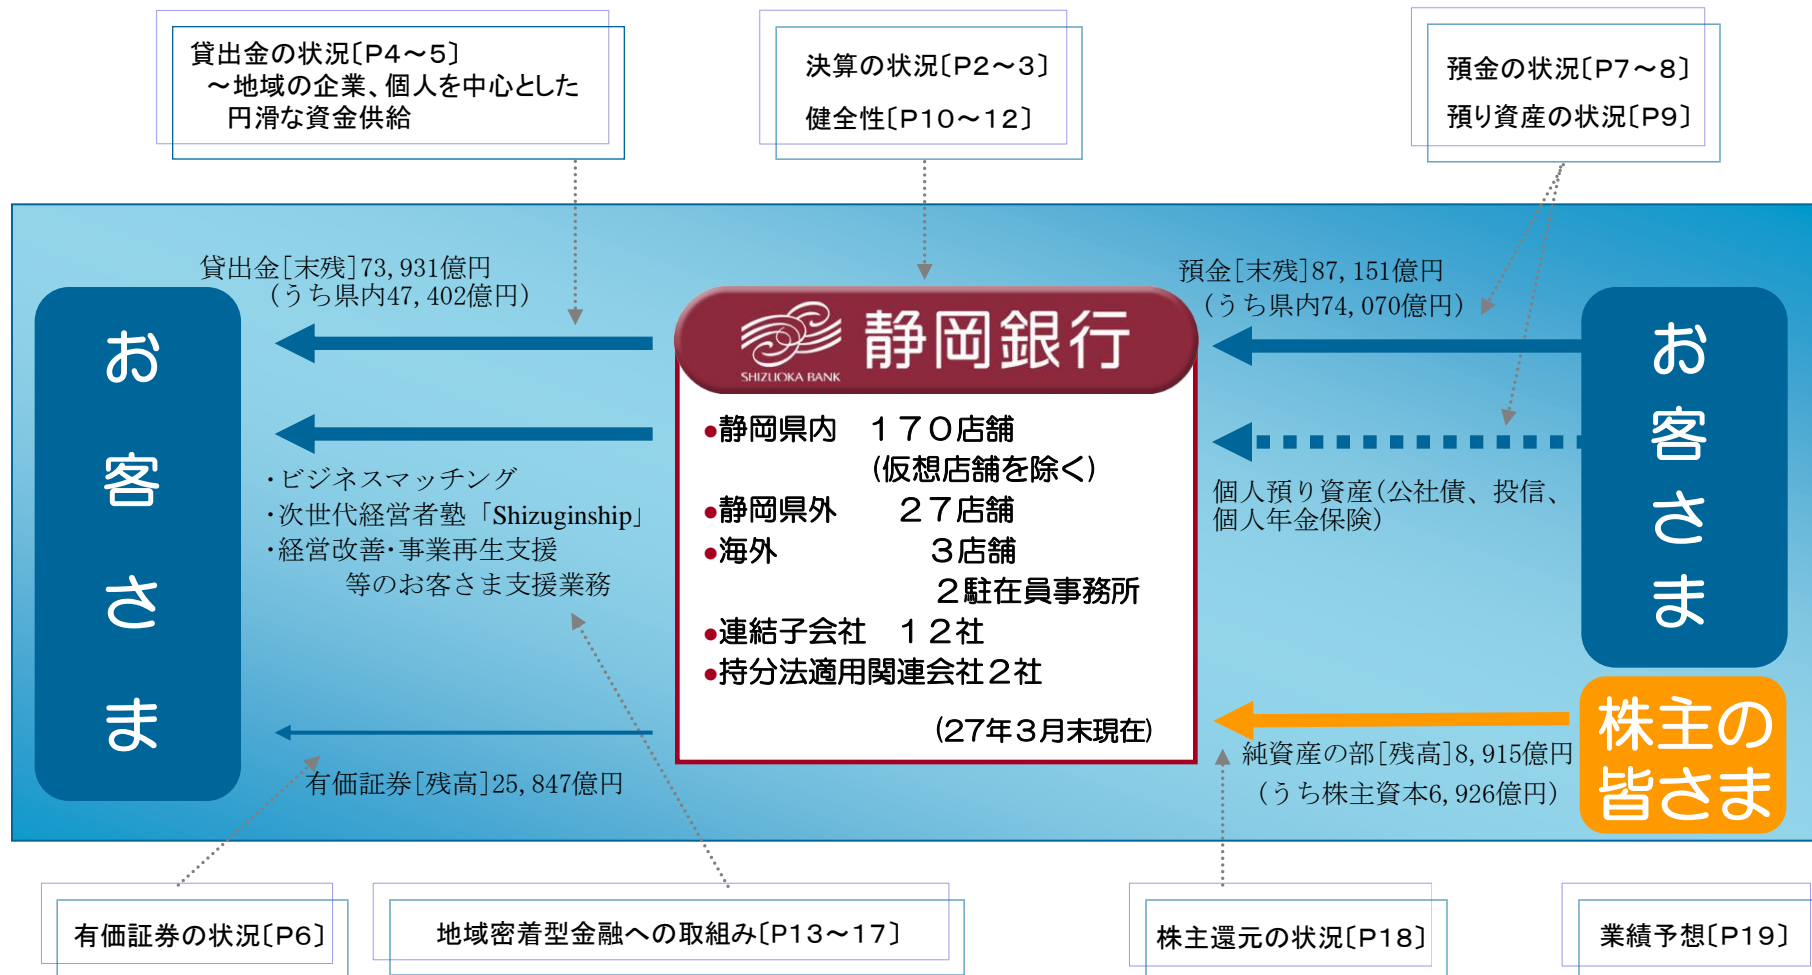 貸出金の状況〔P4～5〕
～地域の企業、個人を中心とした
円滑な資金供給
決算の状況〔P2～3〕
健全性〔P10～12〕
預金の状況〔P7～8〕
預り資産の状況〔P9〕
貸出金[末残]73,931億円
（うち県内47,402億円）
預金[末残]87,151億円
（うち県内74,070億円）
お客さま
SHIZUOKA BANK
静岡銀行
●静岡県内　１７０店舗
(仮想店舗を除く)
●静岡県外　２７店舗
●海外　３店舗
２駐在員事務所
●連結子会社　１２社
●持分法適用関連会社２社
(27年３月末現在)
・ビジネスマッチング
・次世代経営者塾「Shizuginship」
・経営改善・事業再生支援
等のお客さま支援業務
有価証券[残高]25,847億円
お客さま
個人預り資産(公社債、投信、
個人年金保険)
株主の
皆さま
純資産の部[残高]8,915億円
（うち株主資本6,926億円）
有価証券の状況〔P6〕
地域密着型金融への取組み〔P13～17〕
株主還元の状況〔P18〕
業績予想〔P19〕